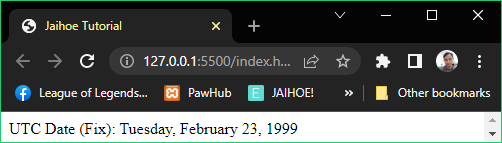 Jaihoe Tutorial
127.0.0.1:5500/index.h...
League of Legends...
PawHub
JAIHOE!
»
Other bookmarks
UTC Date (Fix): Tuesday, February 23, 1999